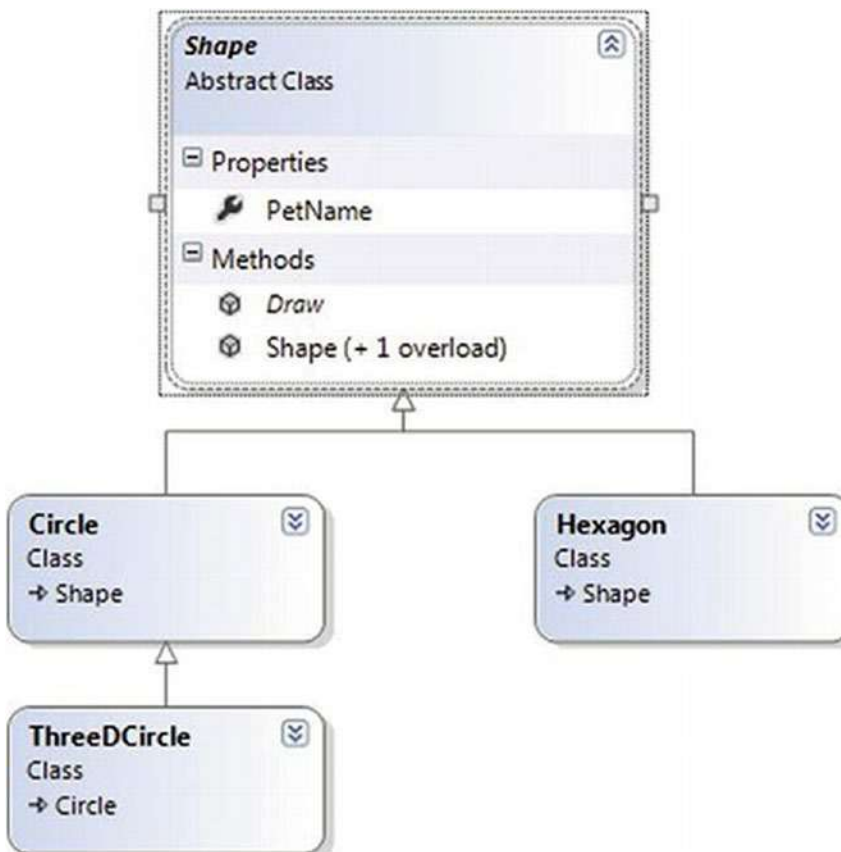 Shape
Abstract Class
Properties
PetName
Methods
Draw
Shape (+ 1 overload)
Circle
Class
Shape
Hexagon
Class
Shape
ThreeDCircle
Class
Circle